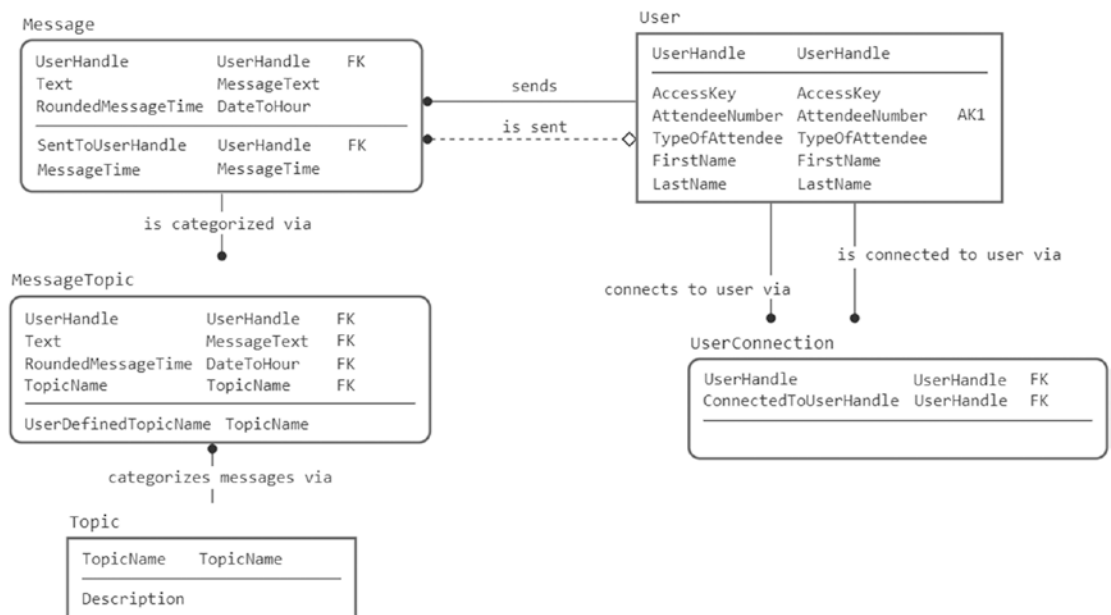 Message
UserHandle UserHandle FK
Text MessageText
RoundedMessageTime DateToHour
SentToUserHandle UserHandle FK
MessageTime MessageTime
sends
is sent
User
UserHandle UserHandle
AccessKey AccessKey
AttendeeNumber AttendeeNumber AK1
TypeOfAttendee TypeOfAttendee
FirstName FirstName
LastName LastName
is categorized via
is connected to user via
connects to user via
MessageTopic
UserHandle UserHandle FK
Text MessageText FK
RoundedMessageTime DateToHour FK
TopicName TopicName FK
UserDefinedTopicName TopicName
UserConnection
UserHandle UserHandle FK
ConnectedToUserHandle UserHandle FK
categorizes messages via
Topic
TopicName TopicName
Description